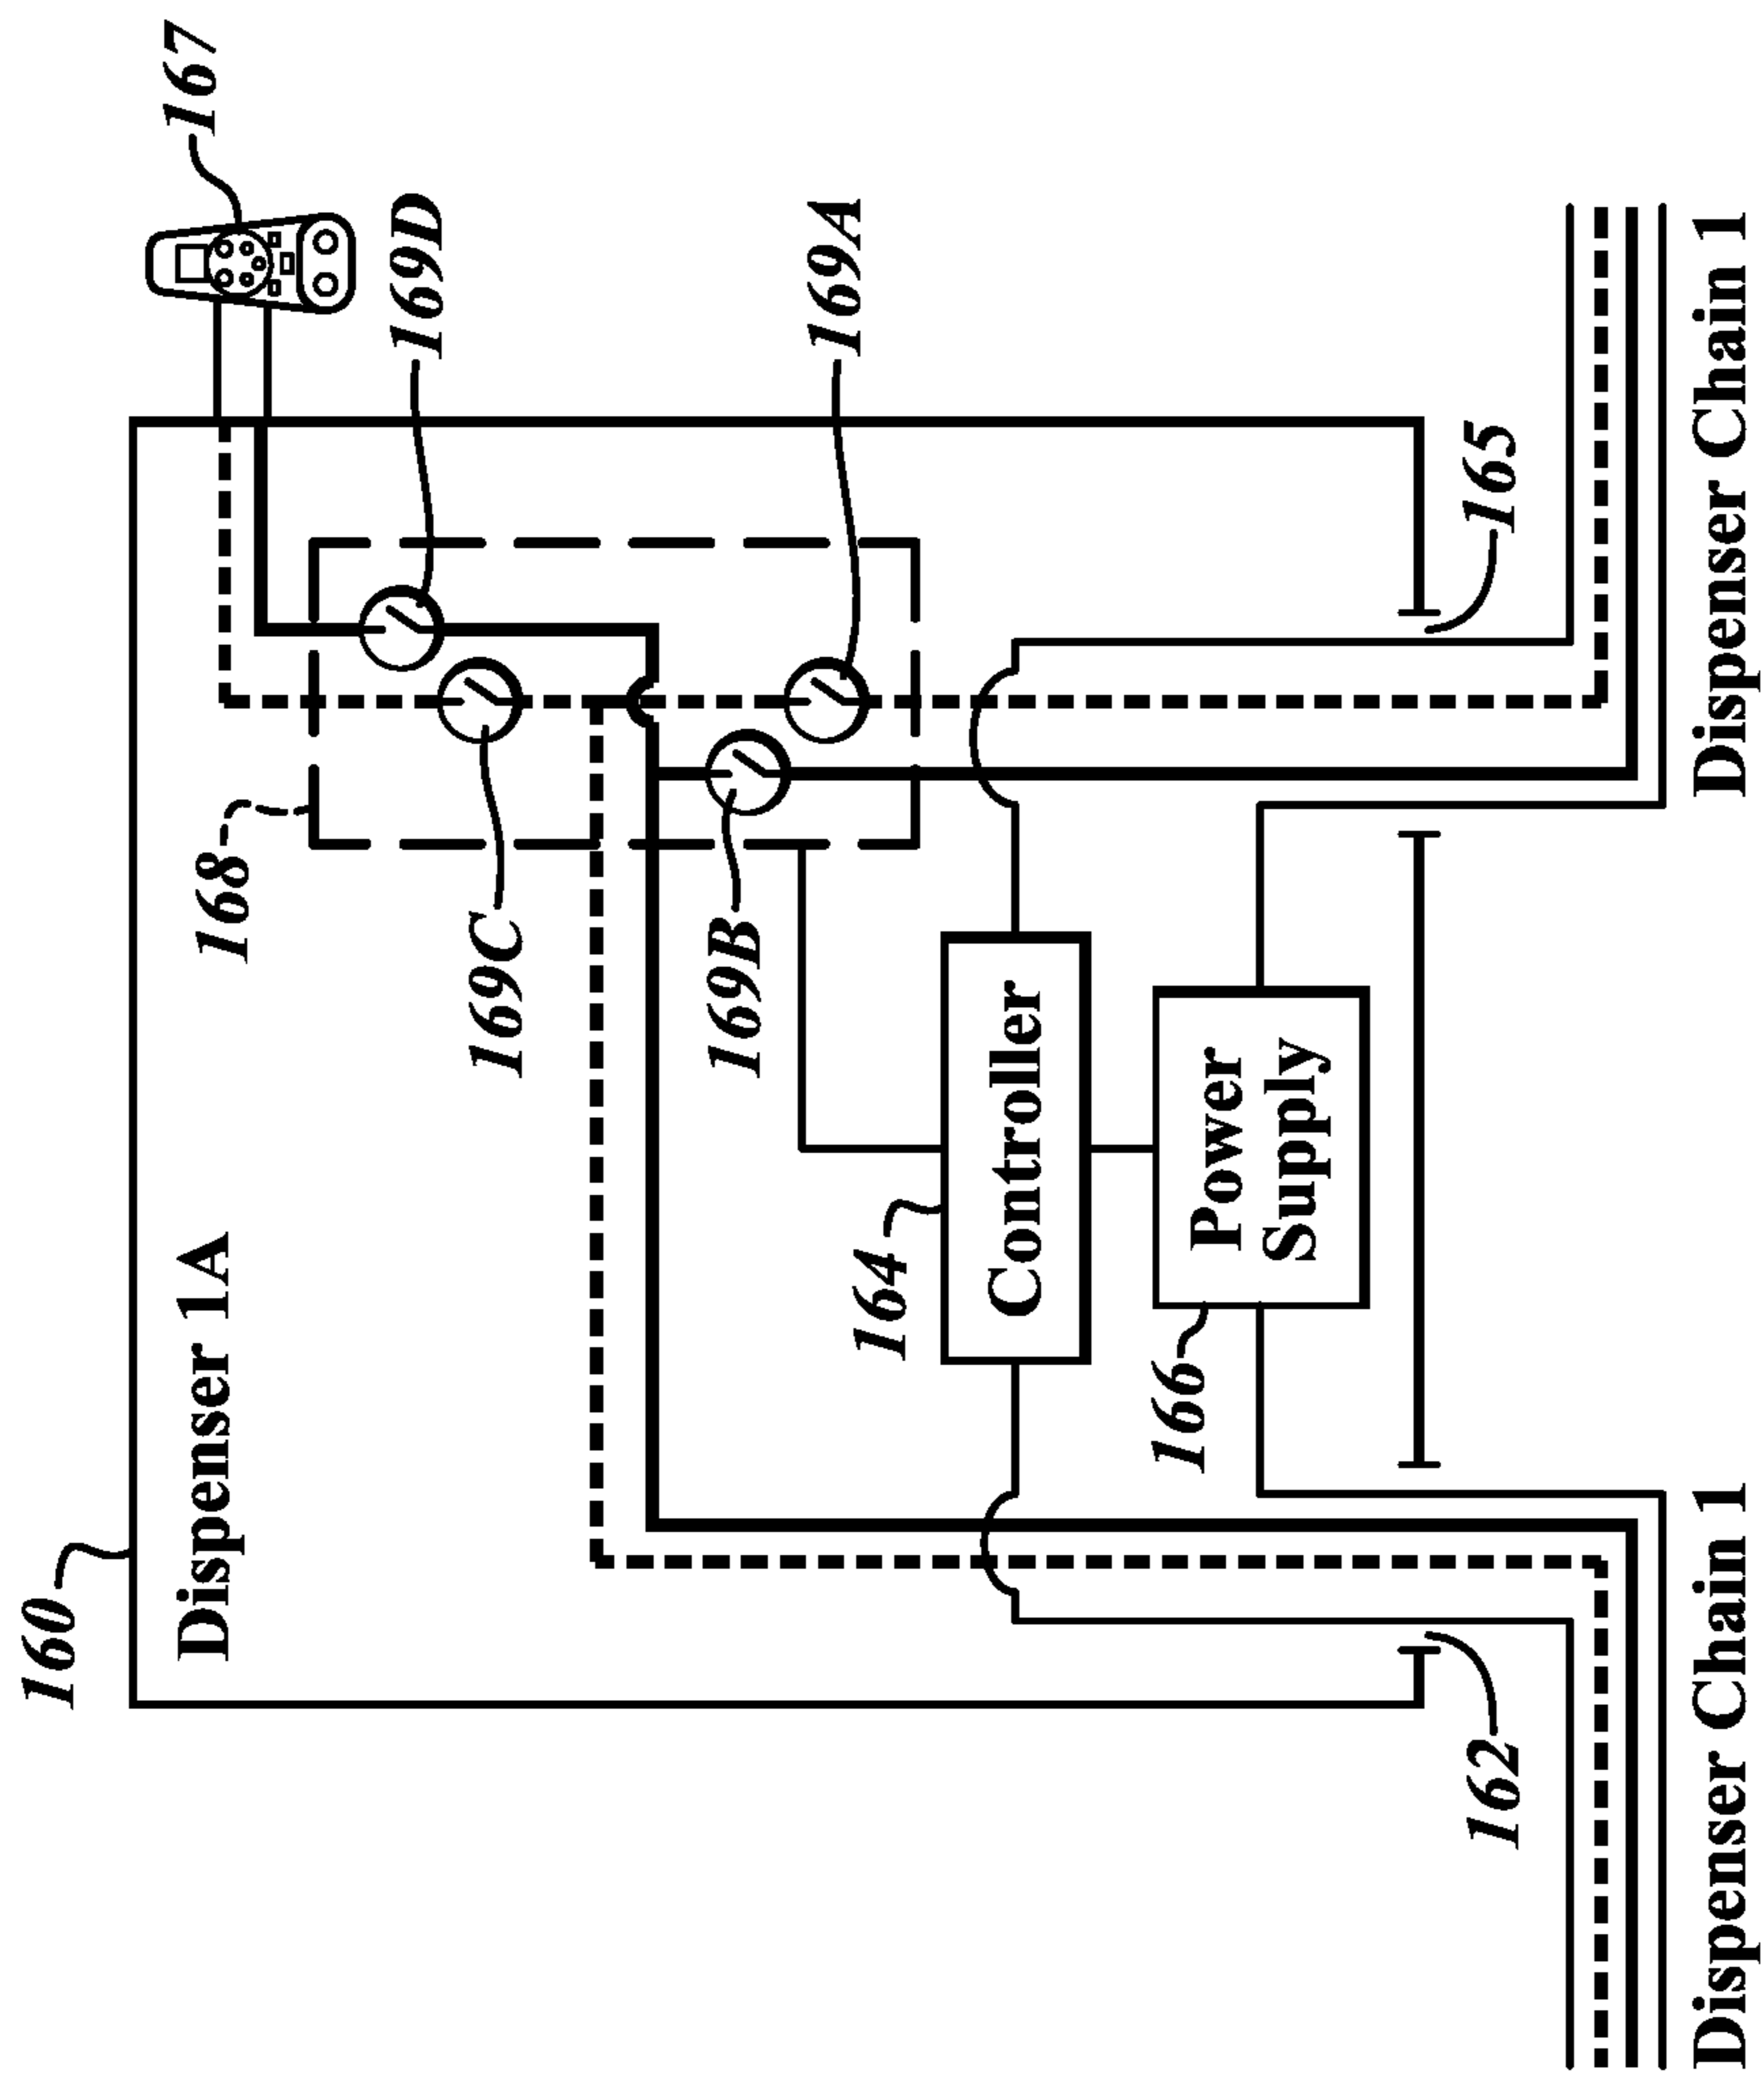 160
Dispenser 1A
168
167
169D
169C
169A
169B
164
Controller
166
Power
Supply
162
165
Dispenser Chain 1
Dispenser Chain 1